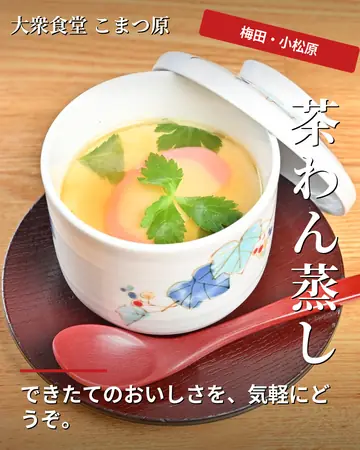 大衆食堂 こまつ原
梅田・小松原
茶わん蒸し
できたてのおいしさを、気軽にど
うぞ。